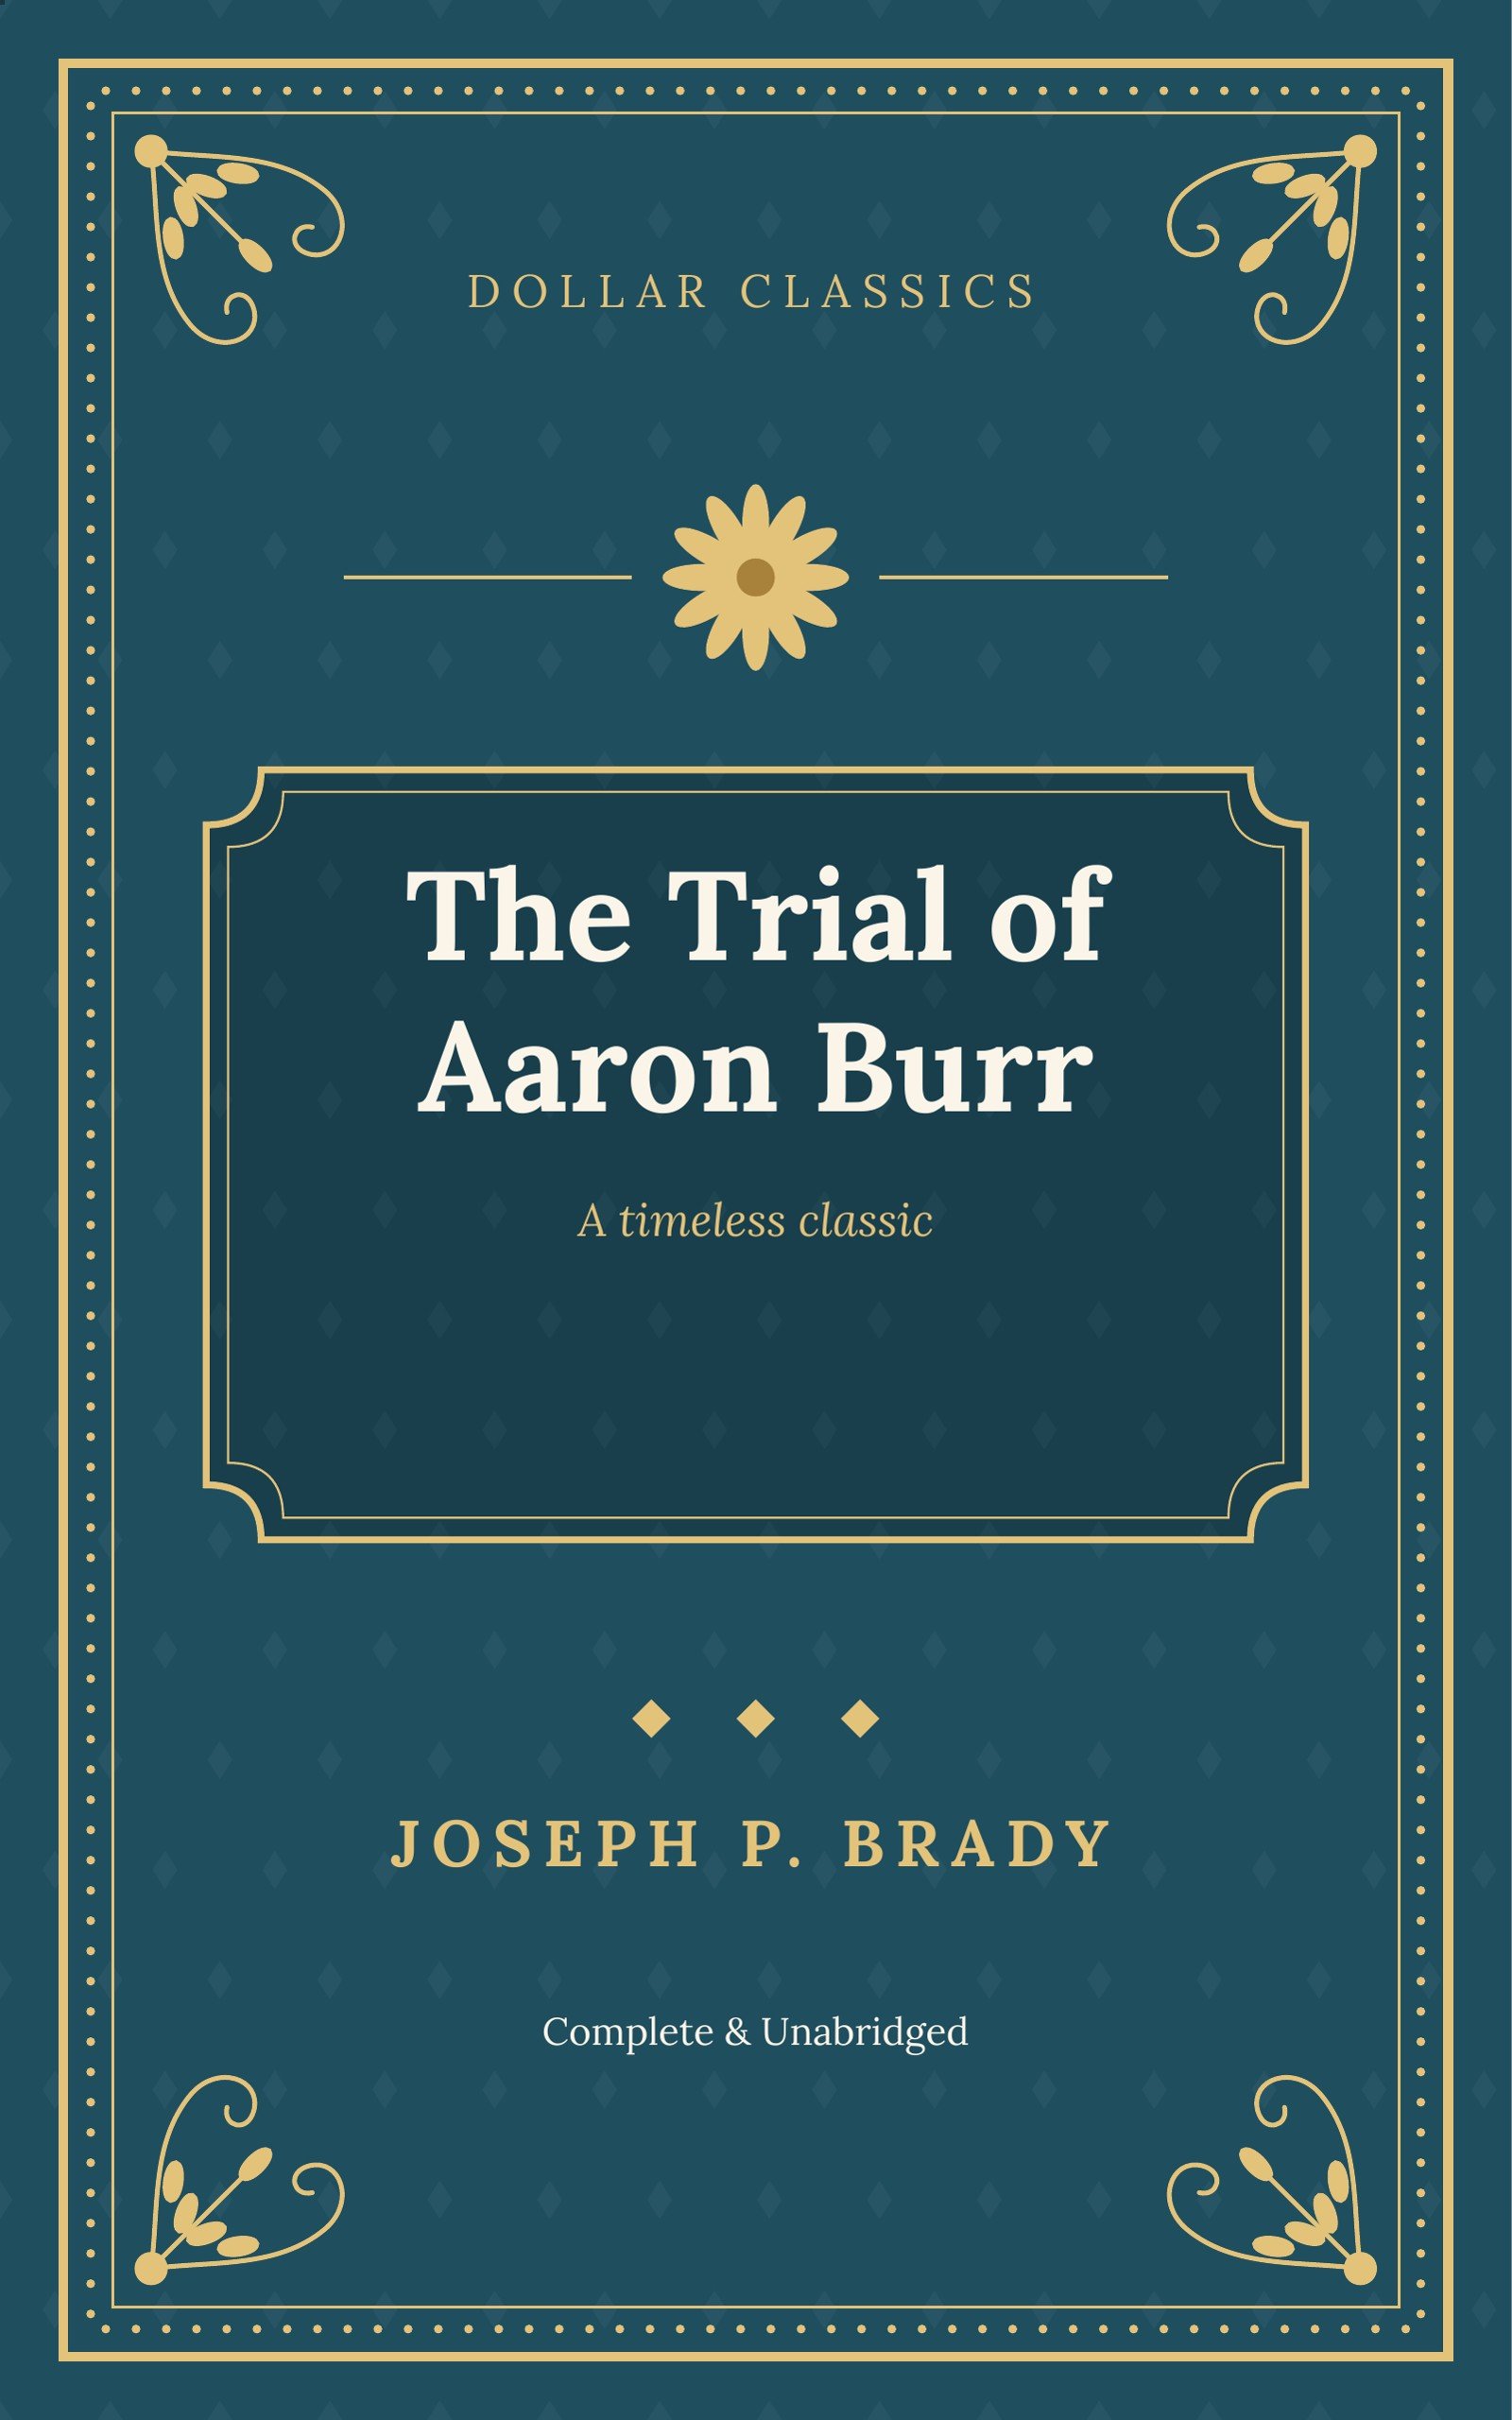 DOLLAR CLASSICS
The Trial of
Aaron Burr
A timeless classic
JOSEPH P. BRADY
Complete & Unabridged